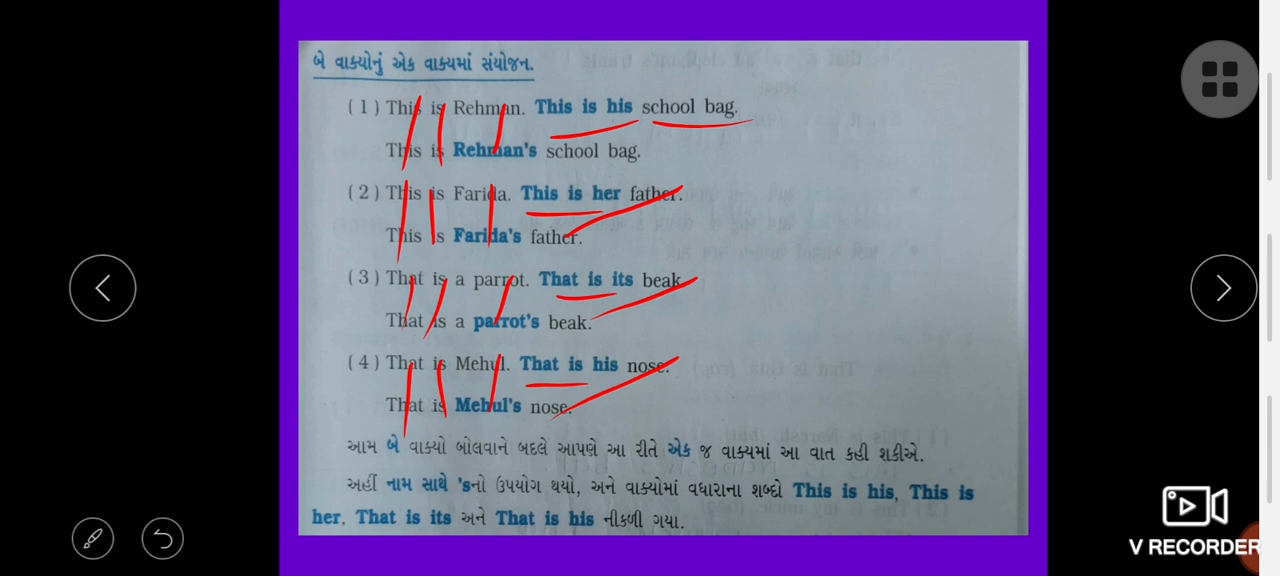 બે વાક્યોનું એક વાક્યમાં સંયોજન.
( 1 ) This is Rehman. This is his school bag.
This is Rehman's school bag.
( 2 ) This is Farida. This is her father.
This is Farida's father.
( 3 ) That is a parrot. That is its beak.
That is a parrot's beak.
( 4 ) That is Mehul. That is his nose.
That is Mehul's nose.
આમ બે વાક્યો બોલવાને બદલે આપણે આ રીતે એક જ વાક્યમાં આ વાત કહી શકીએ.
અહીં નામ સાથે 'sનો ઉપયોગ થયો, અને વાક્યોમાં વધારાના શબ્દો This is his, This is
her, That is its અને That is his નીકળી ગયા.
V RECORDER